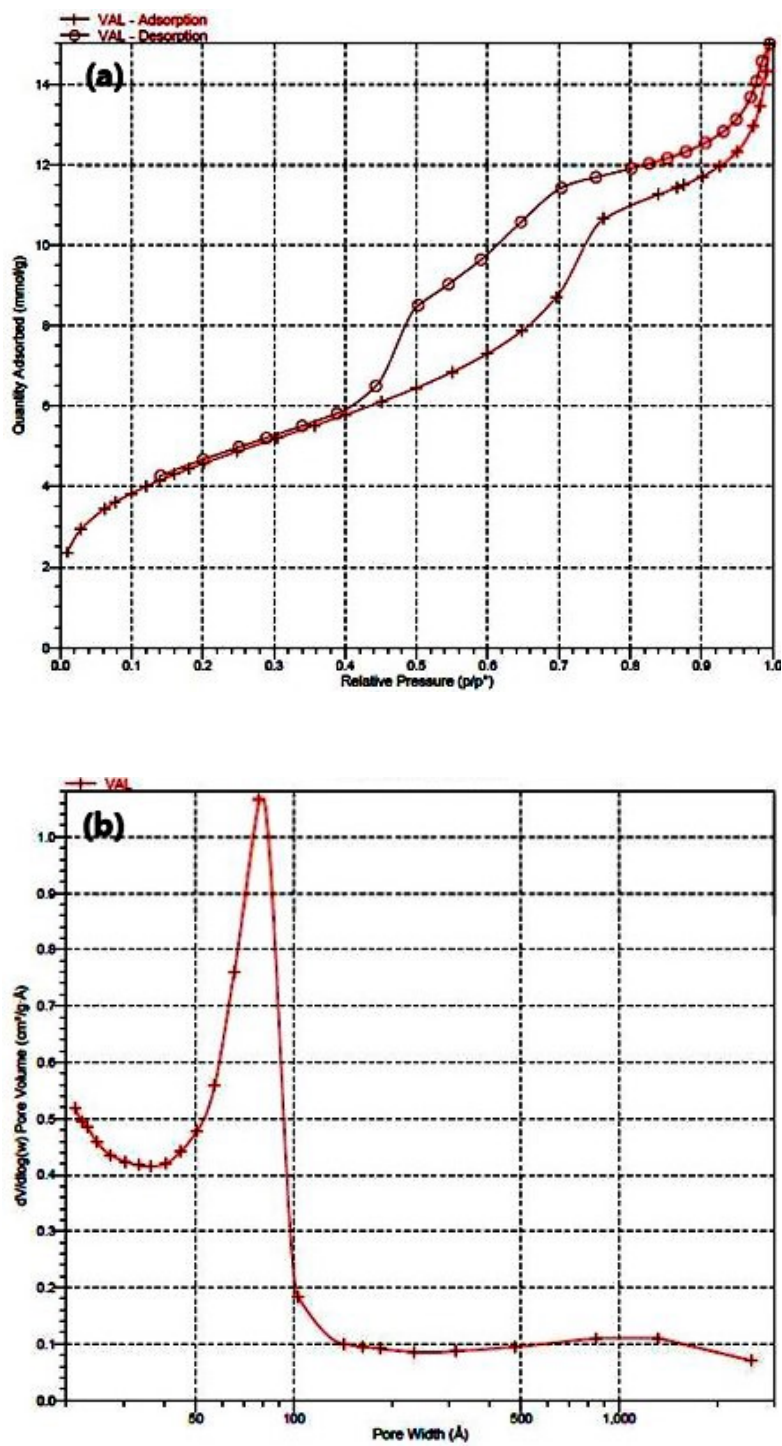 VAL - Adsorption
VAL - Desorption
(a)
14
12
10
8
6
4
2
0
Quantity Adsorbed (mmol/g)
0.0 0.1 0.2 0.3 0.4 0.5 0.6 0.7 0.8 0.9 1.0
Relative Pressure (p/p°)
VAL
(b)
1.0
0.9
0.8
0.7
0.6
0.5
0.4
0.3
0.2
0.1
0.0
dV/dlog(w) Pore Volume (cm³/g·Å)
50 100 500 1,000
Pore Width (Å)